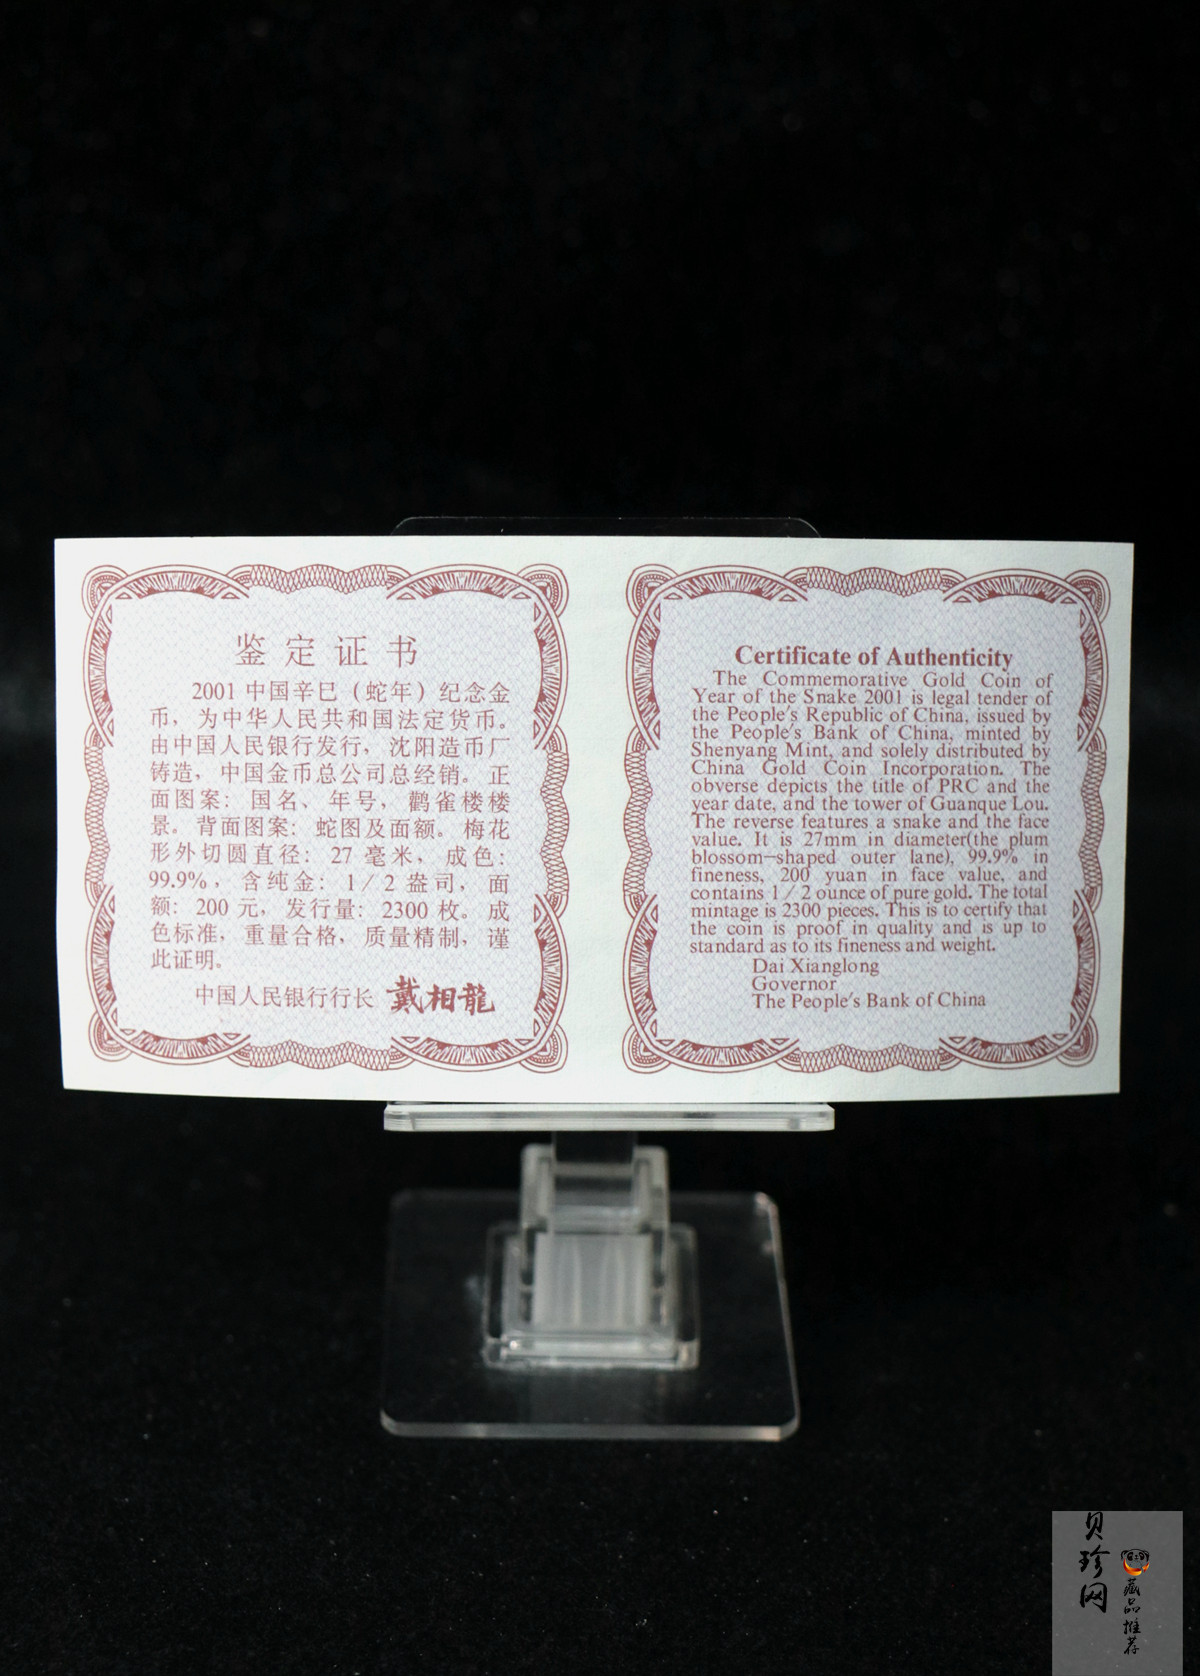 鉴定证书
2001 中国辛巳（蛇年）纪念金
币，为中华人民共和国法定货币。
由中国人民银行发行，沈阳造币厂
铸造，中国金币总公司总经销。正
面图案：国名、年号，鹳雀楼楼
景。背面图案：蛇图及面额。梅花
形外切圆直径：27 毫米，成色：
99.9%，含纯金：1／2 盎司，面
额：200 元，发行量：2300 枚。成
色标准，重量合格，质量精制，谨
此证明。
中国人民银行行长 戴相龍
Certificate of Authenticity
The Commemorative Gold Coin of
Year of the Snake 2001 is legal tender of
the People's Republic of China, issued by
the People's Bank of China, minted by
Shenyang Mint, and solely distributed by
China Gold Coin Incorporation. The
obverse depicts the title of PRC and the
year date, and the tower of Guanque Lou.
The reverse features a snake and the face
value. It is 27mm in diameter(the plum
blossom-shaped outer lane), 99.9% in
fineness, 200 yuan in face value, and
contains 1／2 ounce of pure gold. The total
mintage is 2300 pieces. This is to certify that
the coin is proof in quality and is up to
standard as to its fineness and weight.
Dai Xianglong
Governor
The People's Bank of China
贝珍网
藏品推荐